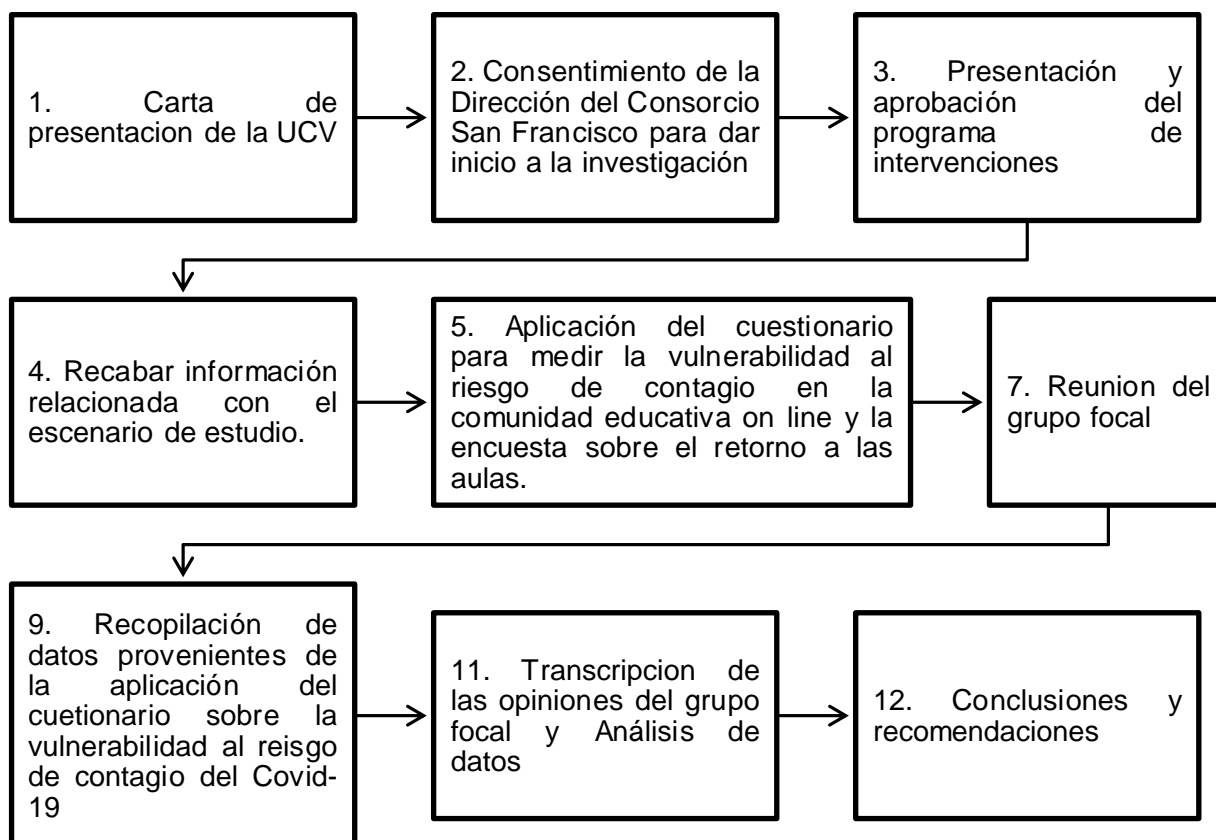 1. Carta de
presentacion de la UCV
2. Consentimiento de la
Dirección del Consorcio
San Francisco para dar
inicio a la investigación
3. Presentación y
aprobación del
programa de
intervenciones
4. Recabar información
relacionada con el
escenario de estudio.
5. Aplicación del cuestionario
para medir la vulnerabilidad al
riesgo de contagio en la
comunidad educativa on line y la
encuesta sobre el retorno a las
aulas.
7. Reunion del
grupo focal
9. Recopilación de
datos provenientes de
la aplicación del
cuetionario sobre la
vulnerabilidad al reisgo
de contagio del Covid-
19
11. Transcripcion de
las opiniones del grupo
focal y Análisis de
datos
12. Conclusiones y
recomendaciones